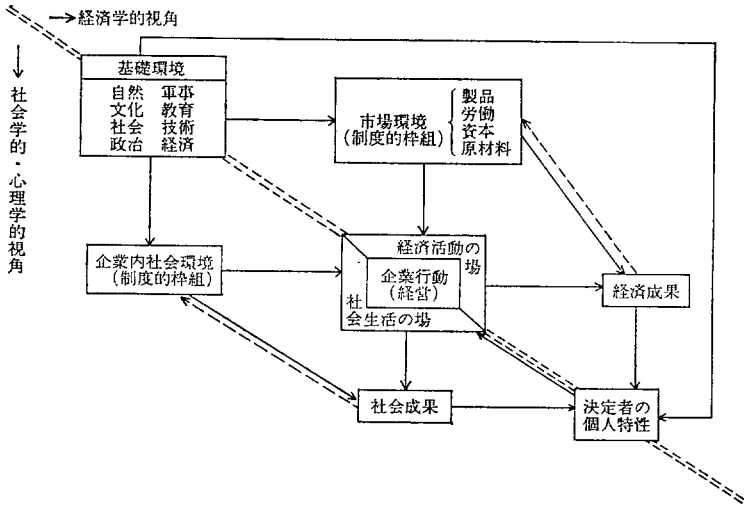 →経済学的視角
↓社会学的・心理学的視角
基礎環境
自然 軍事
文化 教育
社会 技術
政治 経済
市場環境
(制度的枠組)
製品
労働
資本
原材料
企業内社会環境
(制度的枠組)
経済活動の場
企業行動
(経営)
社会生活の場
経済成果
社会成果
決定者の
個人特性